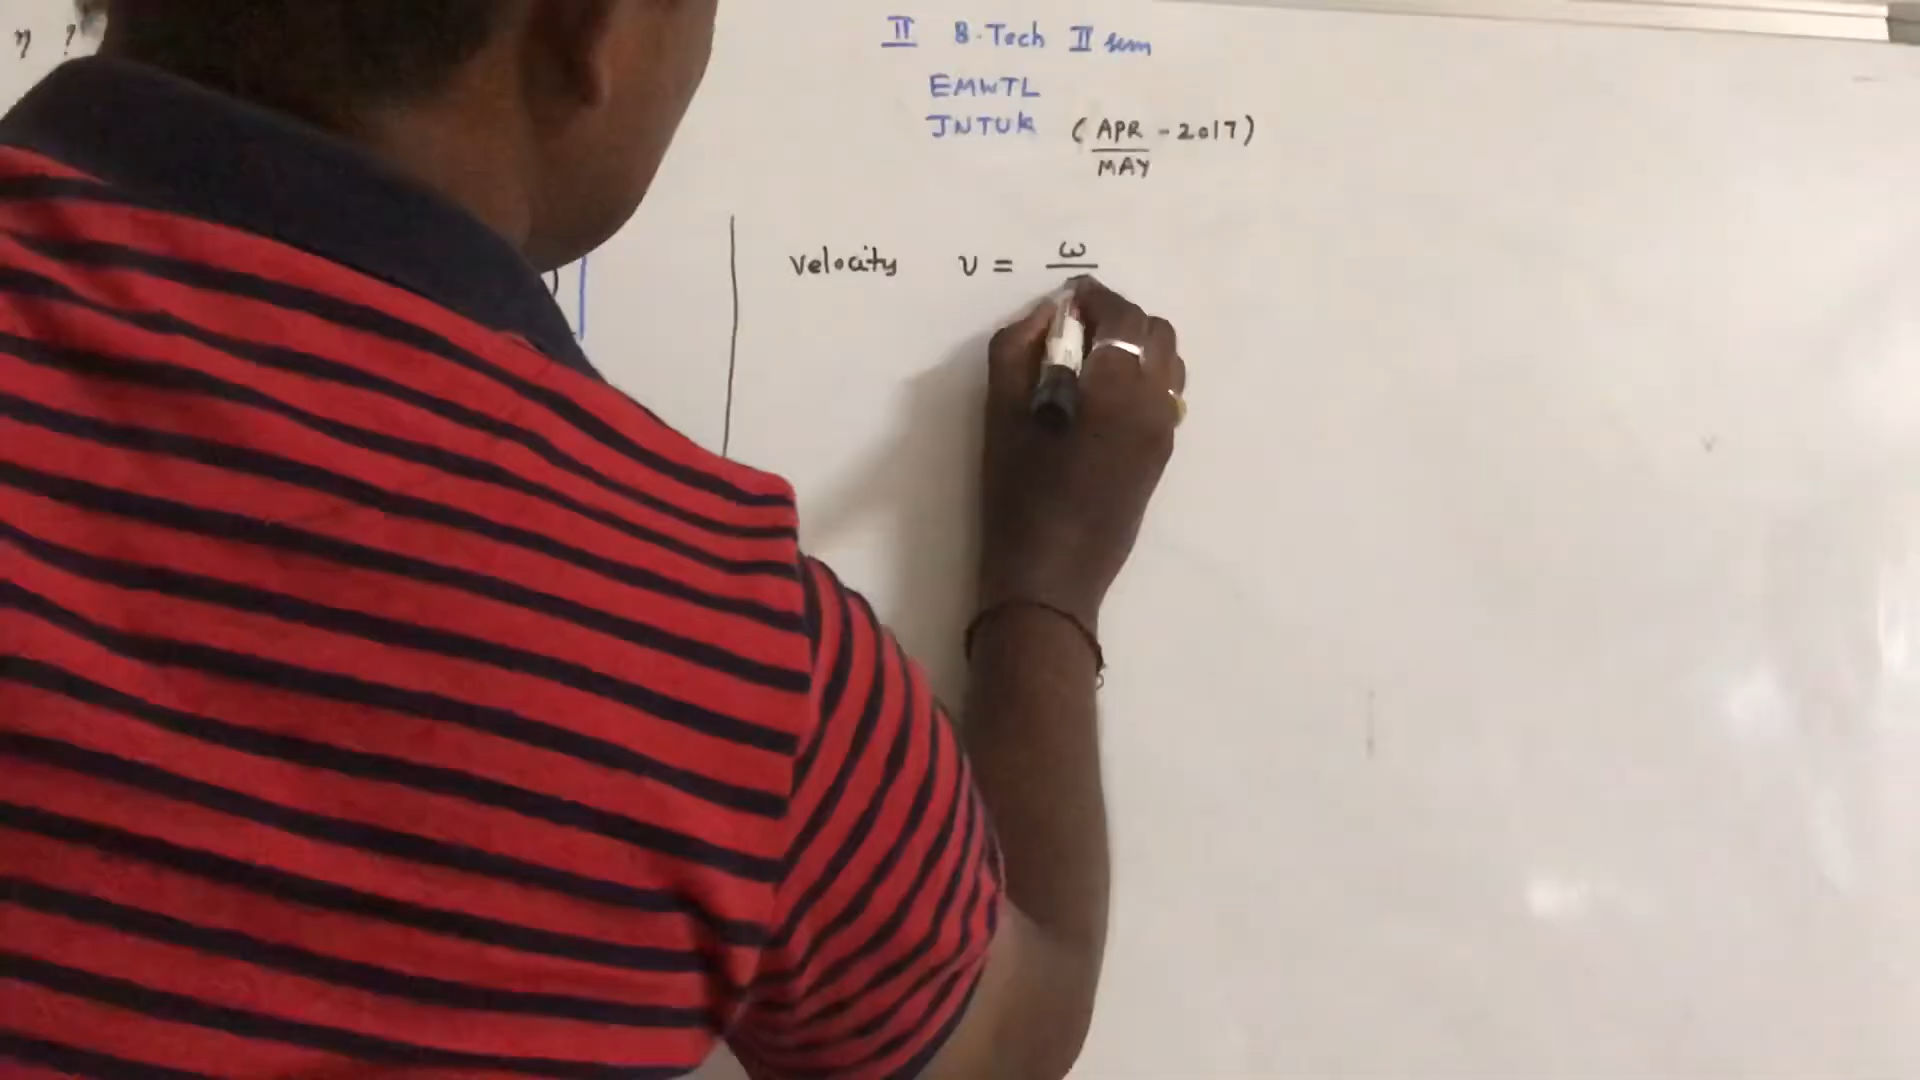 η ?
II B.Tech II sem
EMWTL
JNTUK (APR - 2017)
MAY
Velocity v = ω